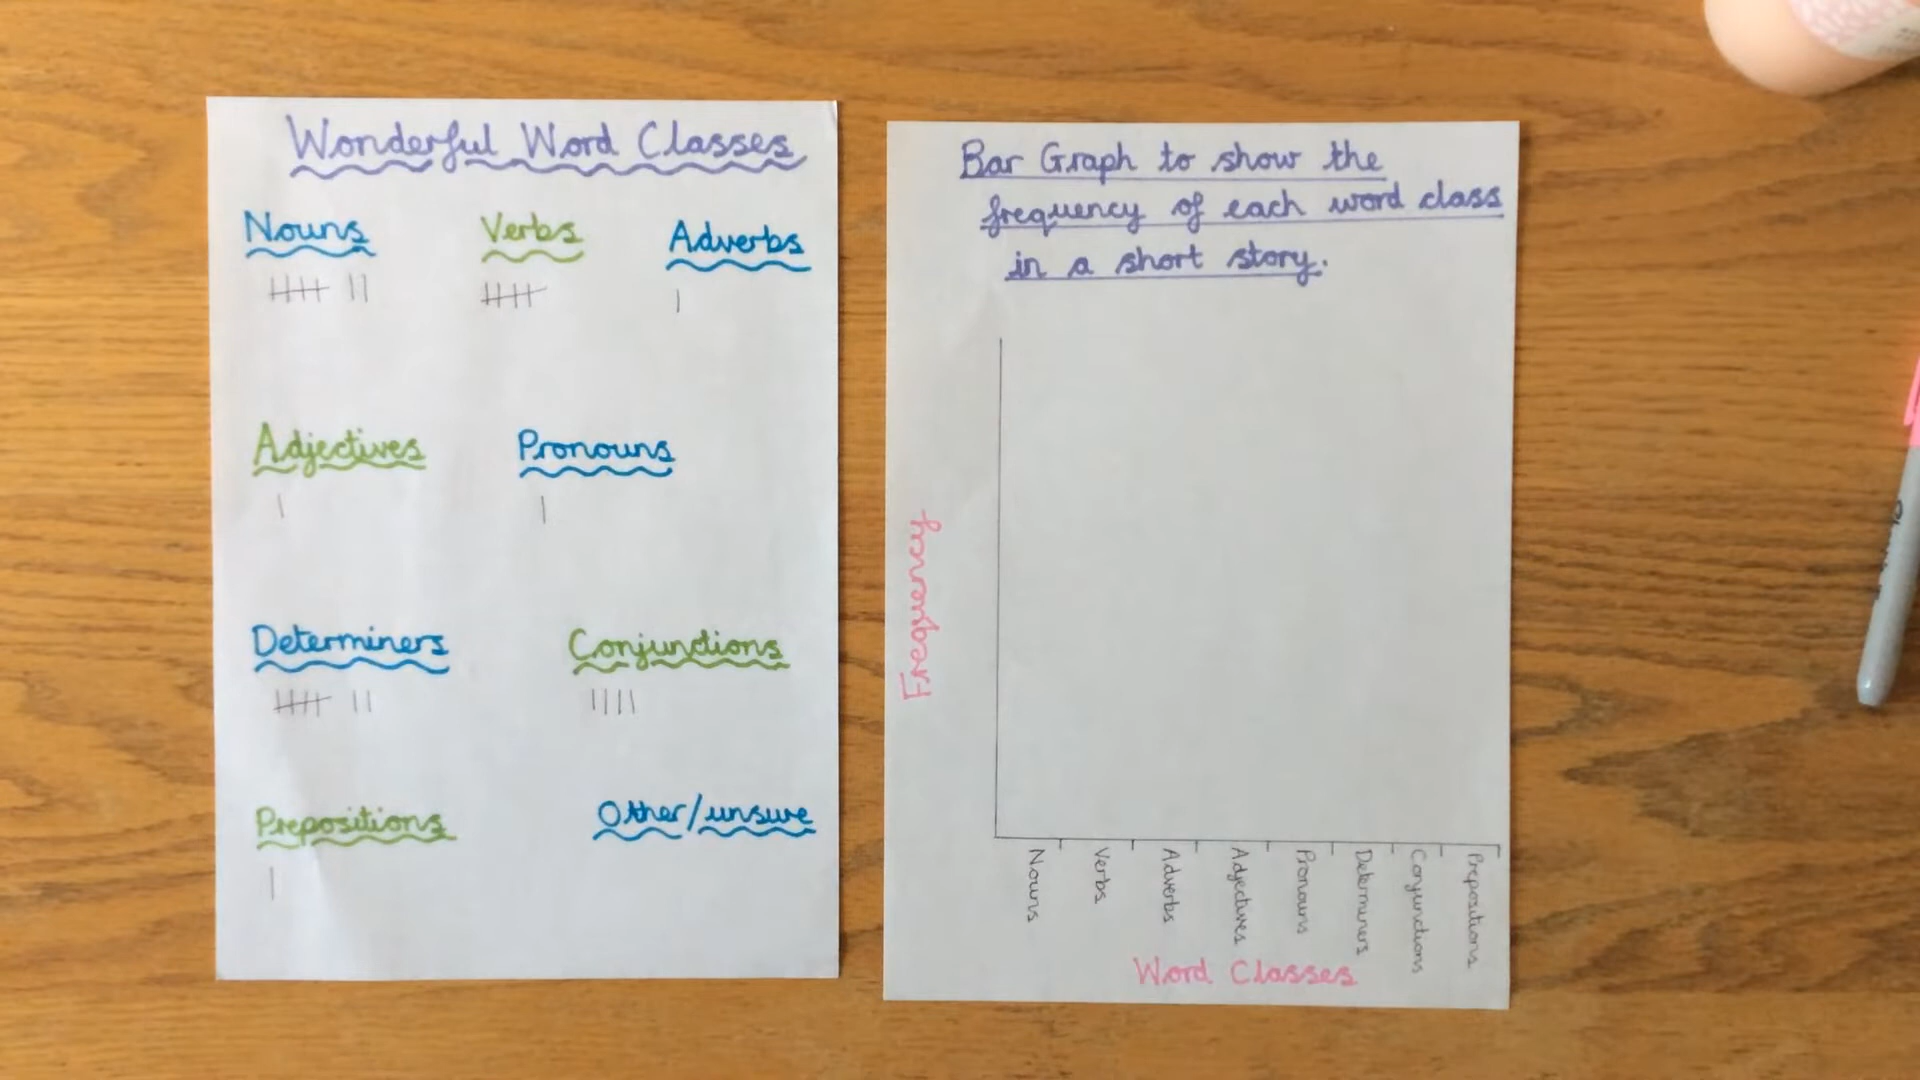 Wonderful Word Classes
Nouns
Verbs
Adverbs
Adjectives
Pronouns
Determiners
Conjunctions
Prepositions
Other/unsure
Bar Graph to show the
frequency of each word class
in a short story.
Frequency
Nouns
Verbs
Adverbs
Adjectives
Pronouns
Determiners
Conjunctions
Prepositions
Word Classes